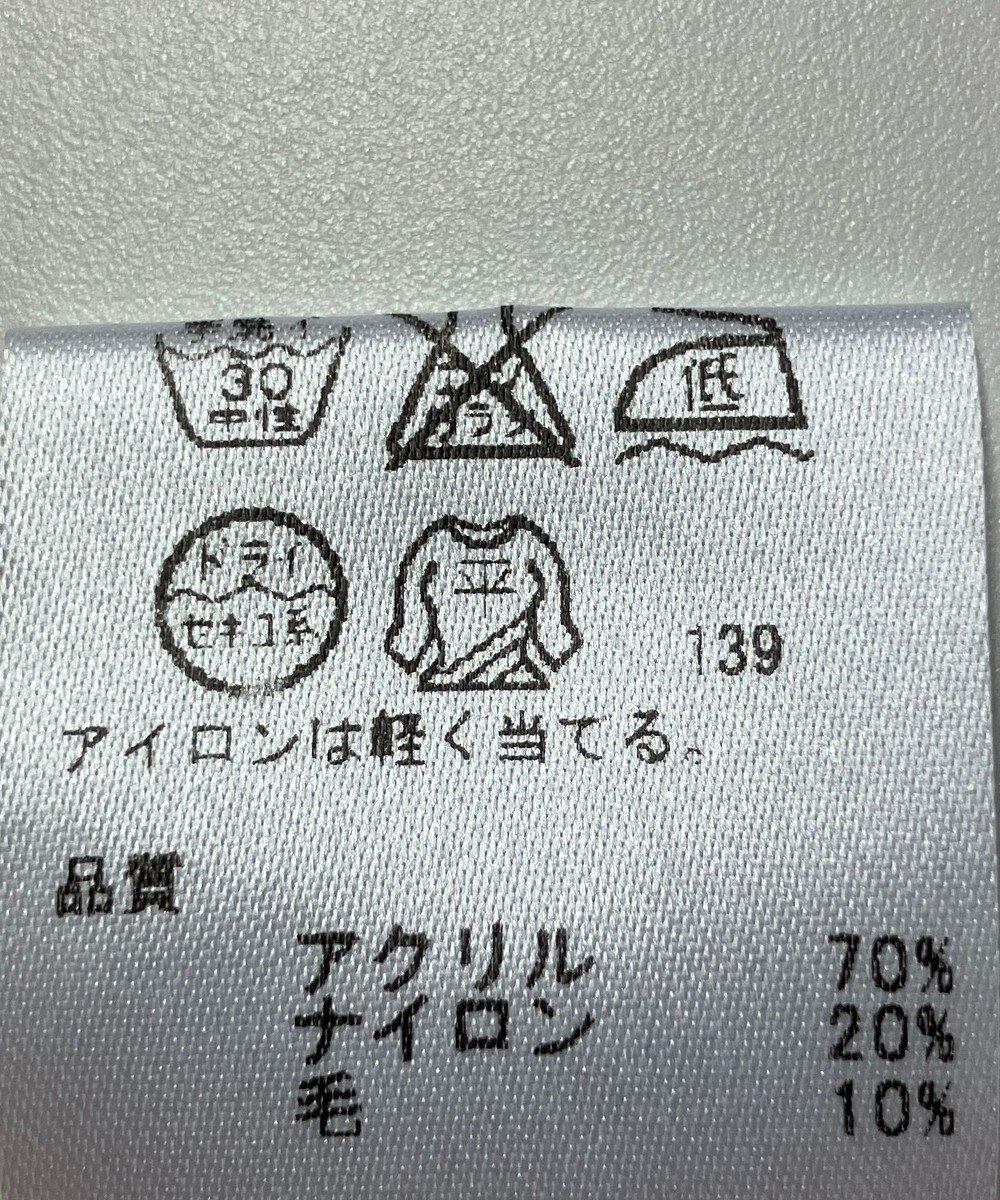 30 低
中性
ドライ 平
セキユ系 139
アイロンは軽く当てる。
品質
アクリル 70%
ナイロン 20%
毛 10%